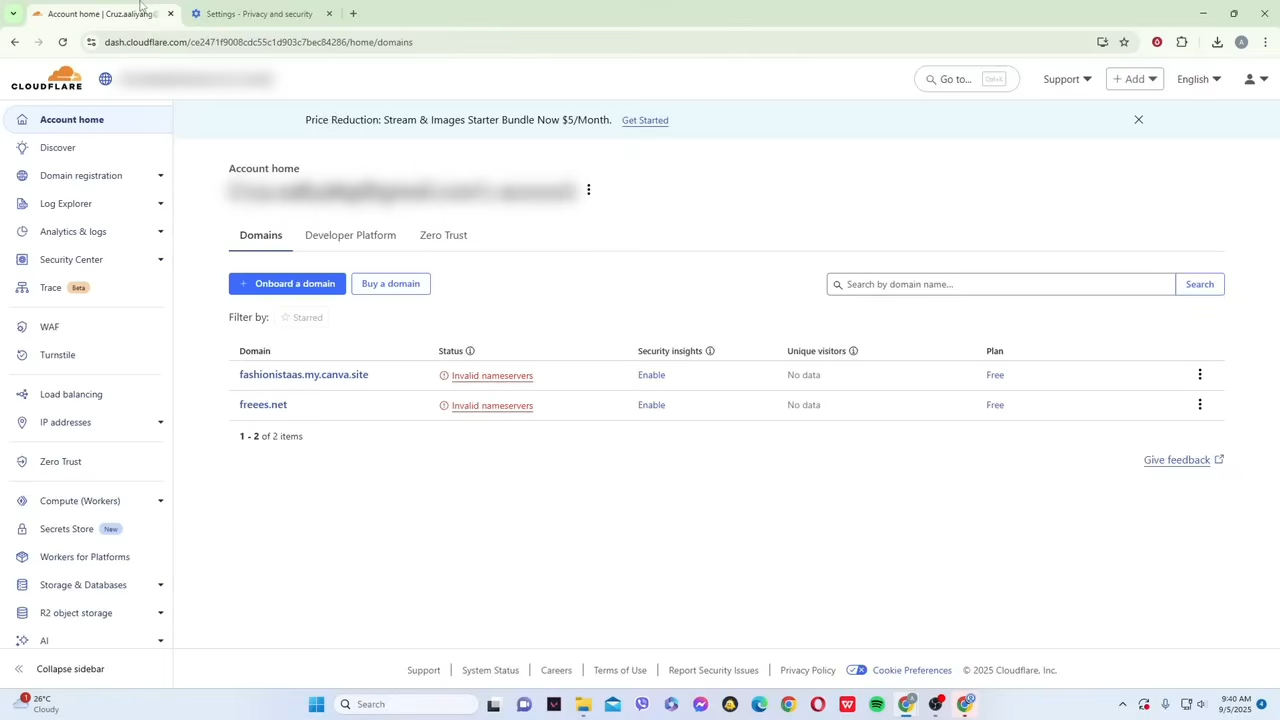 Account home | Cruz.aaliyang
Settings - Privacy and security
dash.cloudflare.com/ce2471f9008cdc55c1d903c7bec84286/home/domains
CLOUDFLARE
Go to... Ctrl+K
Support
+ Add
English
Account home
Discover
Domain registration
Log Explorer
Analytics & logs
Security Center
Trace Beta
WAF
Turnstile
Load balancing
IP addresses
Zero Trust
Compute (Workers)
Secrets Store New
Workers for Platforms
Storage & Databases
R2 object storage
AI
Collapse sidebar
Price Reduction: Stream & Images Starter Bundle Now $5/Month. Get Started
Account home
Domains Developer Platform Zero Trust
+ Onboard a domain Buy a domain
Search by domain name... Search
Filter by: Starred
Domain Status Security insights Unique visitors Plan
fashionistaas.my.canva.site Invalid nameservers Enable No data Free
freees.net Invalid nameservers Enable No data Free
1 - 2 of 2 items
Give feedback
Support System Status Careers Terms of Use Report Security Issues Privacy Policy Cookie Preferences © 2025 Cloudflare, Inc.
1
26°C
Cloudy
Search
9:40 AM
9/5/2025